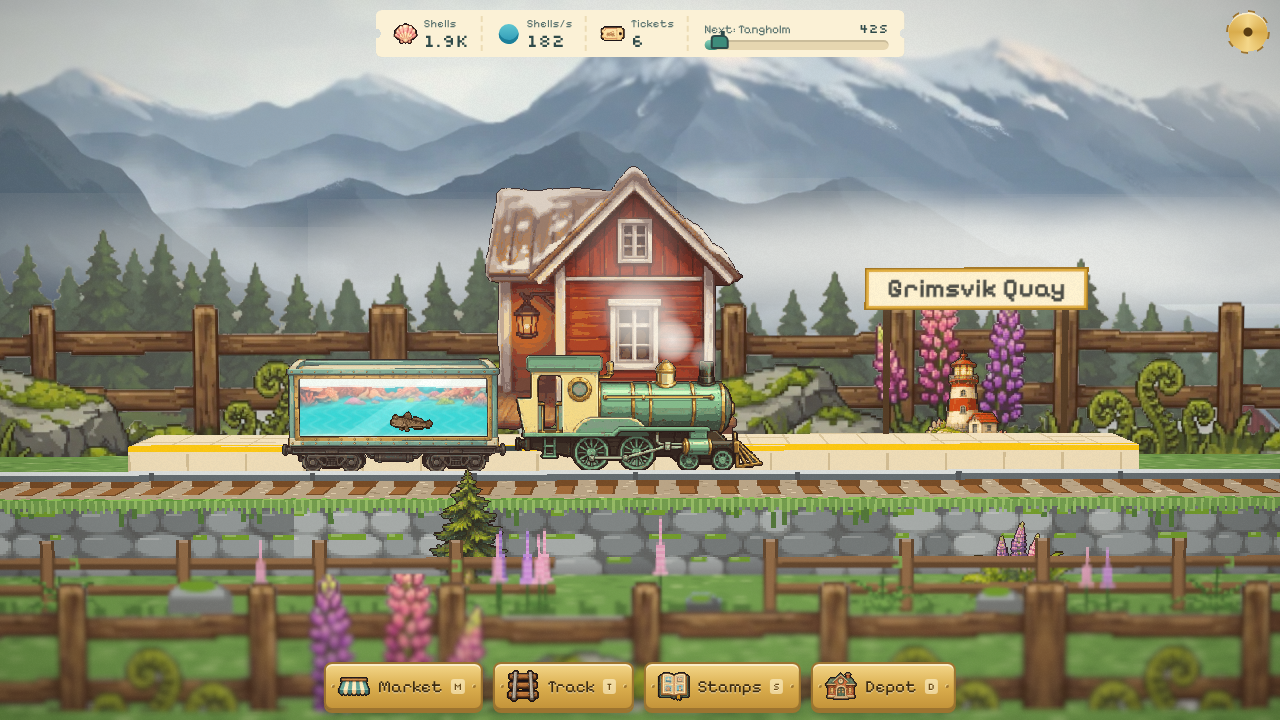 Shells
1.9K
Shells/s
182
Tickets
6
Next: Tangholm
42S
Grimsvik Quay
Market M
Track T
Stamps S
Depot D